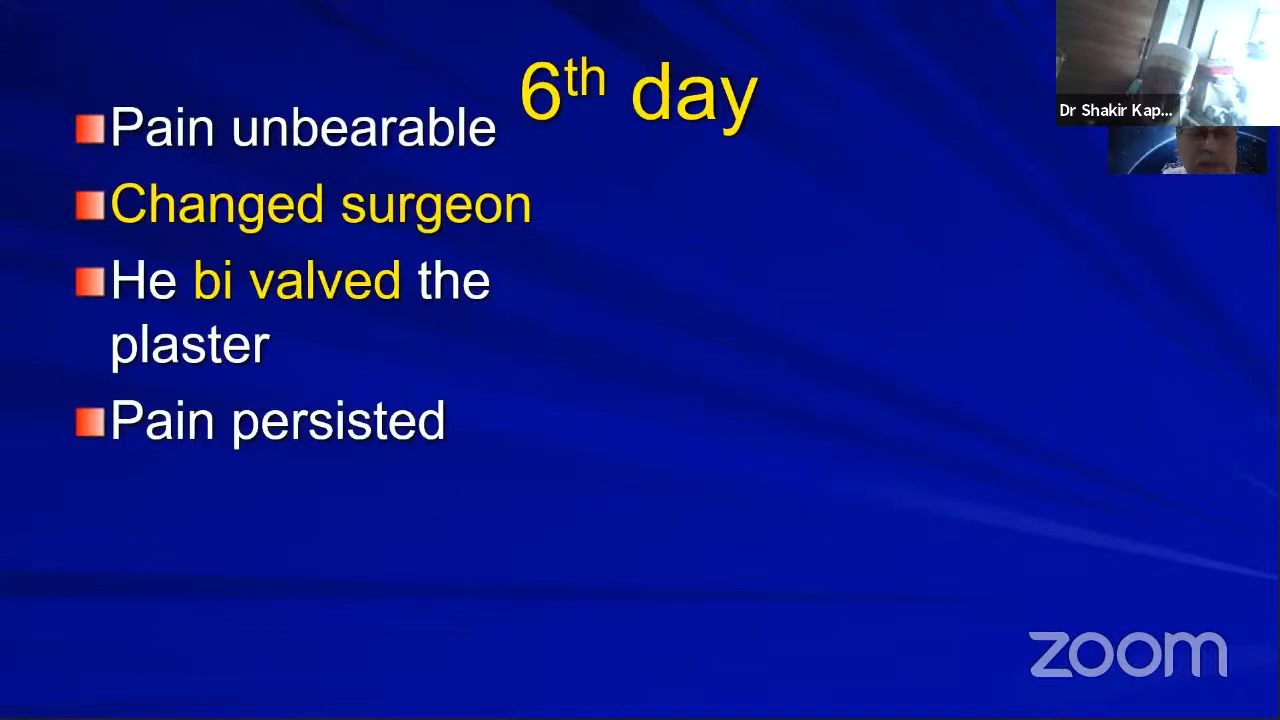 6th day
Pain unbearable
Changed surgeon
He bi valved the
plaster
Pain persisted
Dr Shakir Kap...
zoom